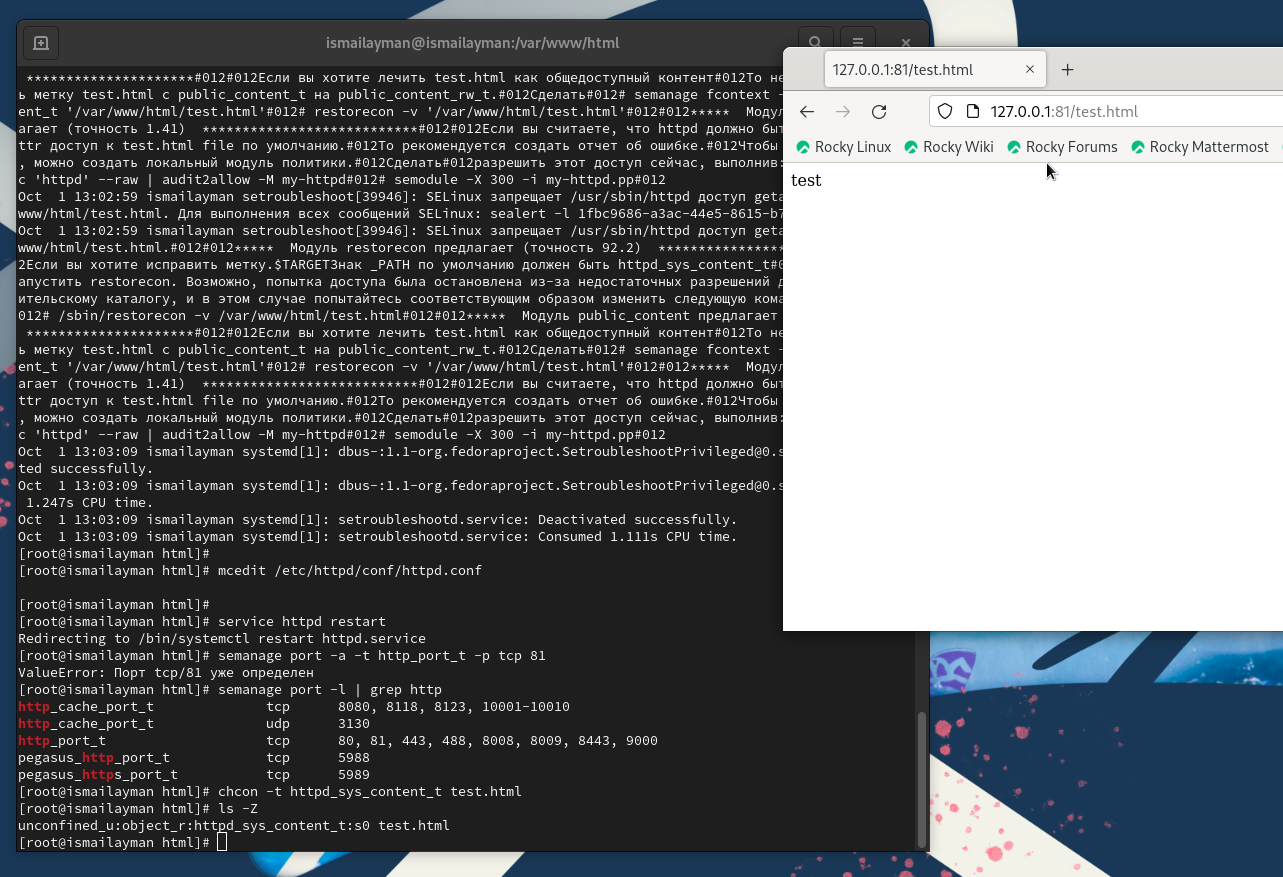 ismailayman@ismailayman:/var/www/html
*********************#012#012Если вы хотите лечить test.html как общедоступный контент#012То не
ь метку test.html с public_content_t на public_content_rw_t.#012Сделать#012# semanage fcontext -
ent_t '/var/www/html/test.html'#012# restorecon -v '/var/www/html/test.html'#012#012***** Модул
агает (точность 1.41) ***************************#012#012Если вы считаете, что httpd должно быт
ttr доступ к test.html file по умолчанию.#012То рекомендуется создать отчет об ошибке.#012Чтобы
, можно создать локальный модуль политики.#012Сделать#012разрешить этот доступ сейчас, выполнив:
c 'httpd' --raw | audit2allow -M my-httpd#012# semodule -X 300 -i my-httpd.pp#012
Oct 1 13:02:59 ismailayman setroubleshoot[39946]: SELinux запрещает /usr/sbin/httpd доступ geta
www/html/test.html. Для выполнения всех сообщений SELinux: sealert -l 1fbc9686-a3ac-44e5-8615-b7
Oct 1 13:02:59 ismailayman setroubleshoot[39946]: SELinux запрещает /usr/sbin/httpd доступ geta
www/html/test.html.#012#012***** Модуль restorecon предлагает (точность 92.2) ****************
2Если вы хотите исправить метку.$TARGETЗнак _PATH по умолчанию должен быть httpd_sys_content_t#0
апустить restorecon. Возможно, попытка доступа была остановлена из-за недостаточных разрешений д
ительскому каталогу, и в этом случае попытайтесь соответствующим образом изменить следующую кома
012# /sbin/restorecon -v /var/www/html/test.html#012#012***** Модуль public_content предлагает
*********************#012#012Если вы хотите лечить test.html как общедоступный контент#012То не
ь метку test.html с public_content_t на public_content_rw_t.#012Сделать#012# semanage fcontext -
ent_t '/var/www/html/test.html'#012# restorecon -v '/var/www/html/test.html'#012#012***** Модул
агает (точность 1.41) ***************************#012#012Если вы считаете, что httpd должно быт
ttr доступ к test.html file по умолчанию.#012То рекомендуется создать отчет об ошибке.#012Чтобы
, можно создать локальный модуль политики.#012Сделать#012разрешить этот доступ сейчас, выполнив:
c 'httpd' --raw | audit2allow -M my-httpd#012# semodule -X 300 -i my-httpd.pp#012
Oct 1 13:03:09 ismailayman systemd[1]: dbus-:1.1-org.fedoraproject.SetroubleshootPrivileged@0.s
ted successfully.
Oct 1 13:03:09 ismailayman systemd[1]: dbus-:1.1-org.fedoraproject.SetroubleshootPrivileged@0.s
1.247s CPU time.
Oct 1 13:03:09 ismailayman systemd[1]: setroubleshootd.service: Deactivated successfully.
Oct 1 13:03:09 ismailayman systemd[1]: setroubleshootd.service: Consumed 1.111s CPU time.
[root@ismailayman html]#
[root@ismailayman html]# mcedit /etc/httpd/conf/httpd.conf
[root@ismailayman html]#
[root@ismailayman html]# service httpd restart
Redirecting to /bin/systemctl restart httpd.service
[root@ismailayman html]# semanage port -a -t http_port_t -p tcp 81
ValueError: Порт tcp/81 уже определен
[root@ismailayman html]# semanage port -l | grep http
http_cache_port_t tcp 8080, 8118, 8123, 10001-10010
http_cache_port_t udp 3130
http_port_t tcp 80, 81, 443, 488, 8008, 8009, 8443, 9000
pegasus_http_port_t tcp 5988
pegasus_https_port_t tcp 5989
[root@ismailayman html]# chcon -t httpd_sys_content_t test.html
[root@ismailayman html]# ls -Z
unconfined_u:object_r:httpd_sys_content_t:s0 test.html
[root@ismailayman html]#
127.0.0.1:81/test.html
127.0.0.1:81/test.html
Rocky Linux Rocky Wiki Rocky Forums Rocky Mattermost
test